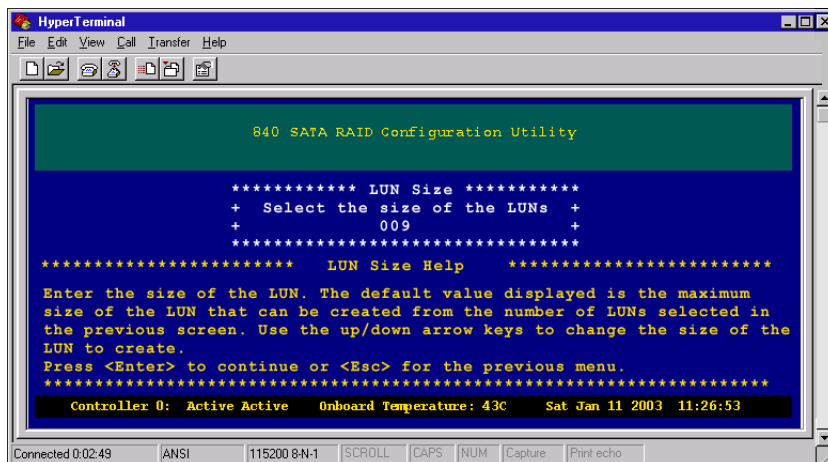 HyperTerminal
File Edit View Call Transfer Help
840 SATA RAID Configuration Utility
************ LUN Size ***********
+ Select the size of the LUNs +
+ 009 +
*********************************
************************ LUN Size Help *************************
Enter the size of the LUN. The default value displayed is the maximum
size of the LUN that can be created from the number of LUNs selected in
the previous screen. Use the up/down arrow keys to change the size of the
LUN to create.
Press <Enter> to continue or <Esc> for the previous menu.
*********************************************************************
Controller 0: Active Active Onboard Temperature: 43C Sat Jan 11 2003 11:26:53
Connected 0:02:49 ANSI 115200 8-N-1 SCROLL CAPS NUM Capture Print echo